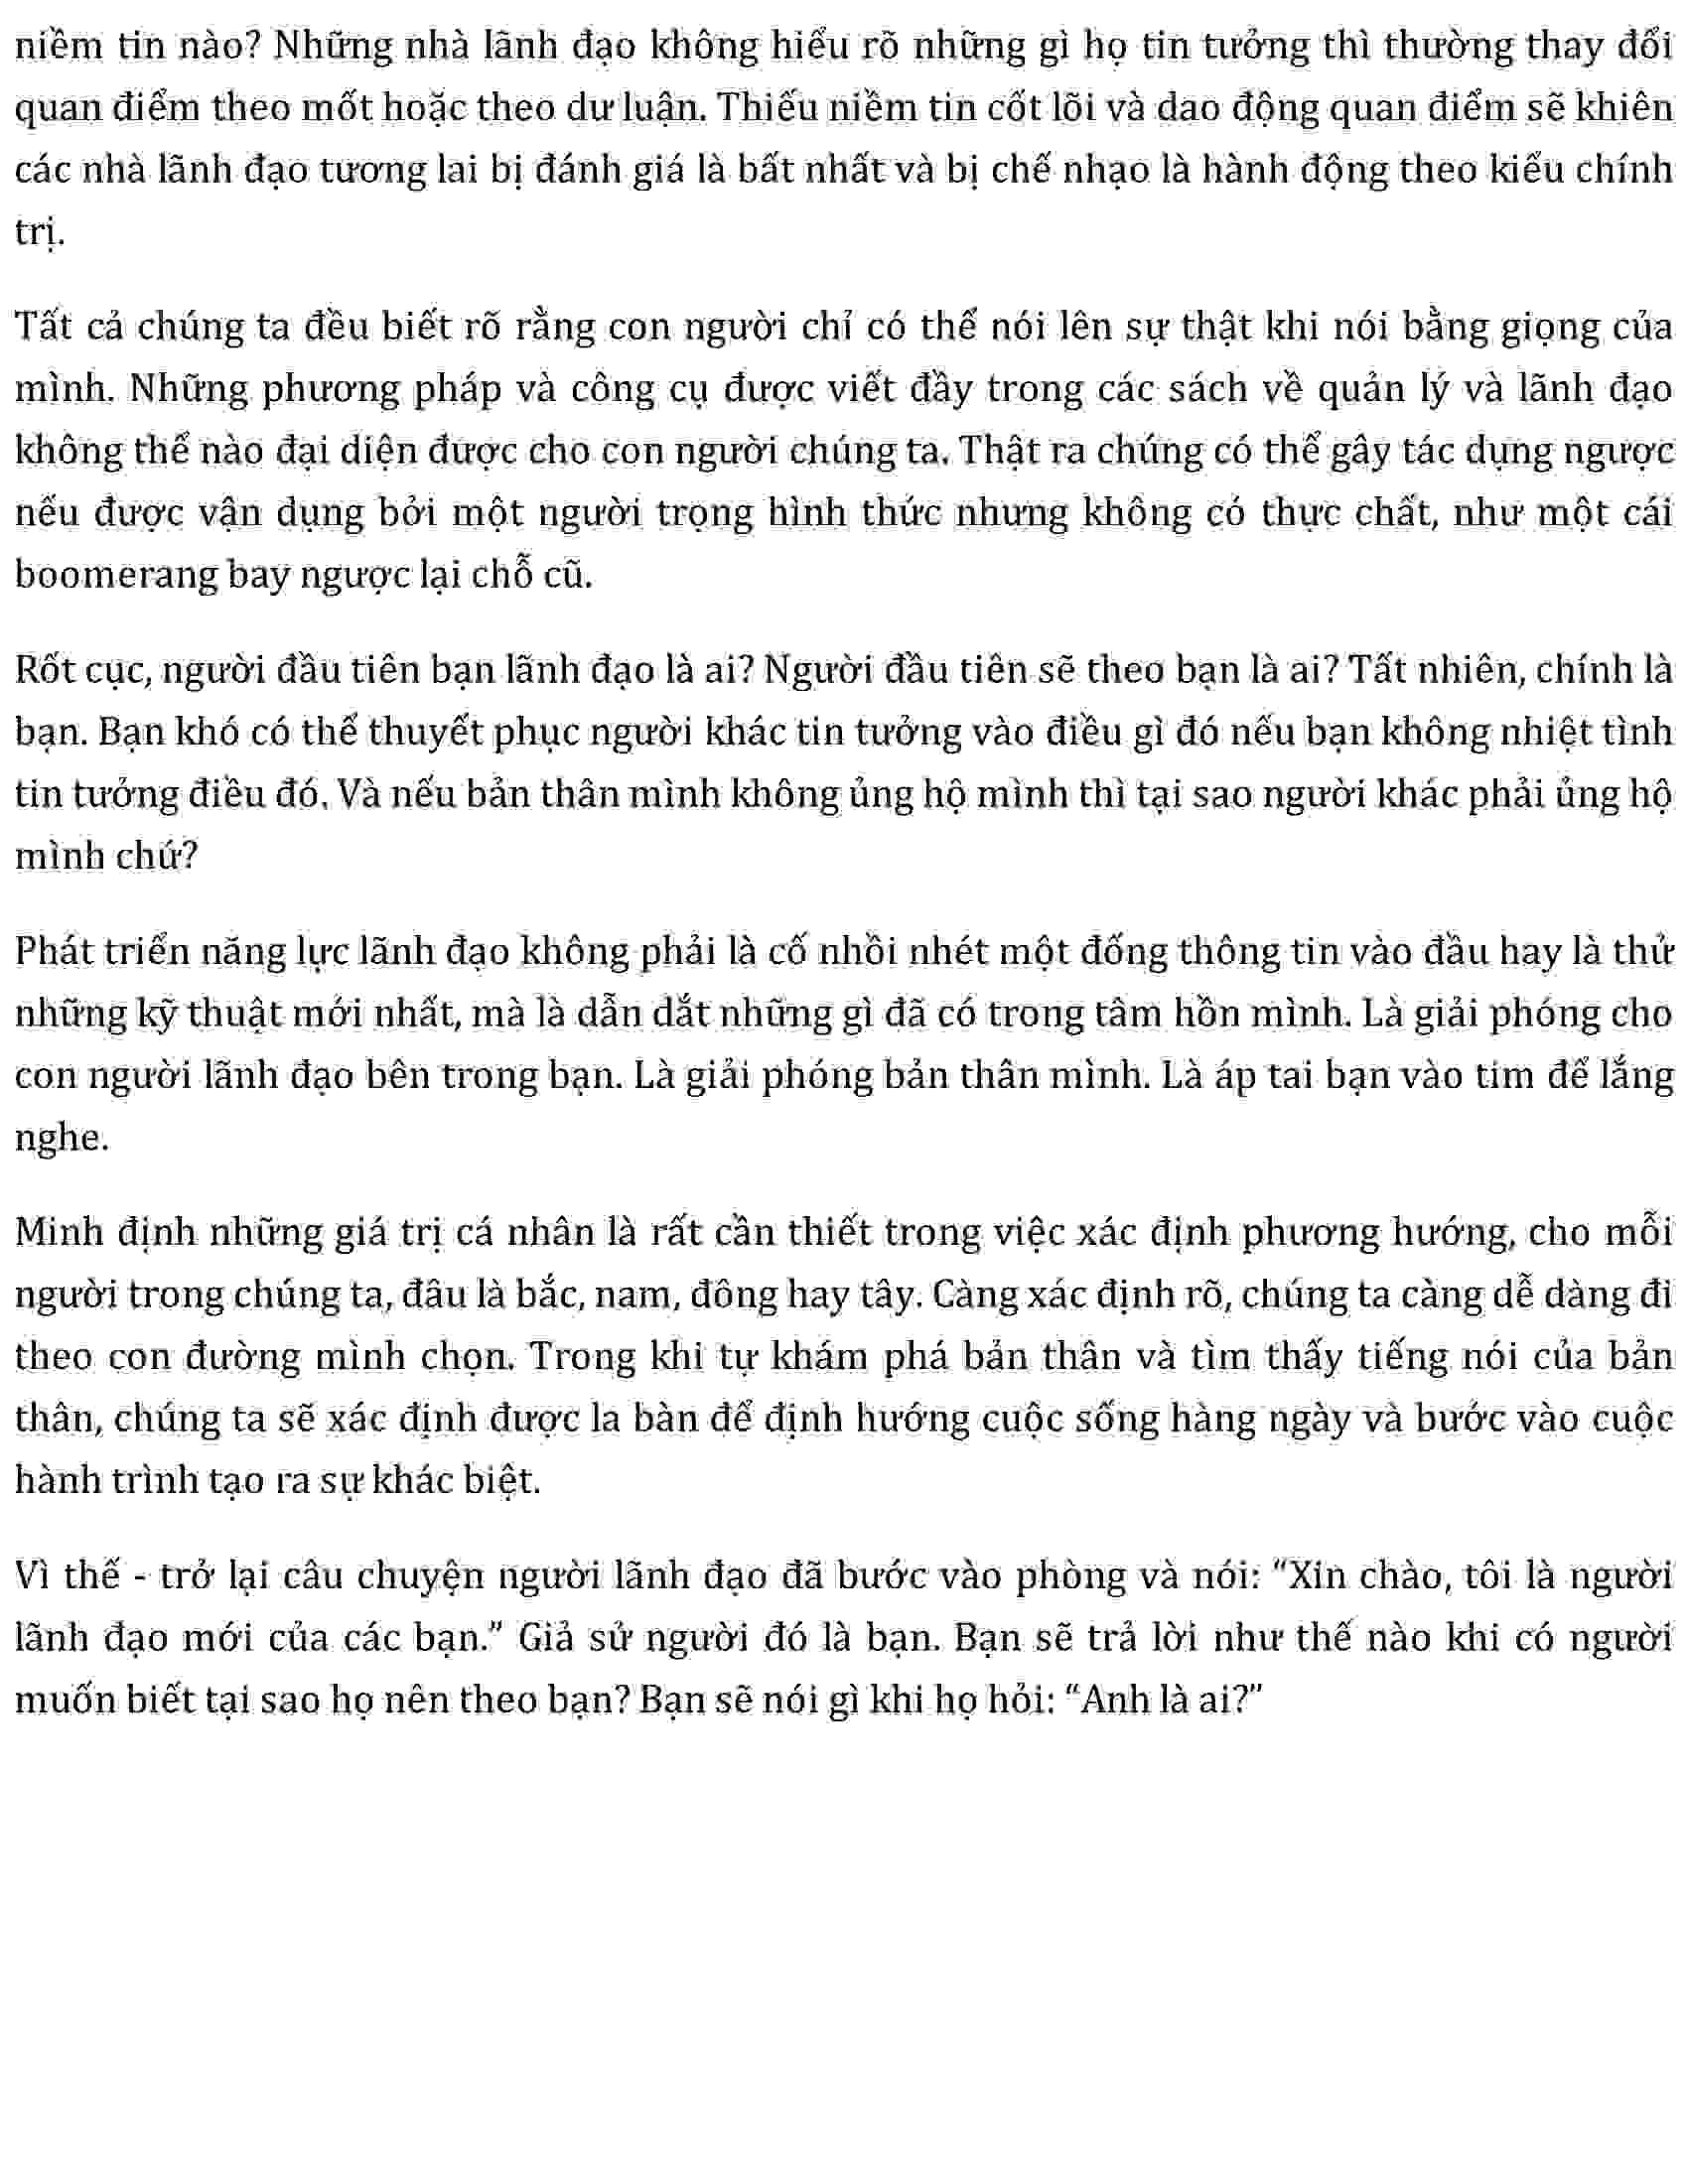 niềm tin nào? Những nhà lãnh đạo không hiểu rõ những gì họ tin tưởng thì thường thay đổi
quan điểm theo mốt hoặc theo dư luận. Thiếu niềm tin cốt lõi và dao động quan điểm sẽ khiên
các nhà lãnh đạo tương lai bị đánh giá là bất nhất và bị chế nhạo là hành động theo kiểu chính
trị.
Tất cả chúng ta đều biết rõ rằng con người chỉ có thể nói lên sự thật khi nói bằng giọng của
mình. Những phương pháp và công cụ được viết đầy trong các sách về quản lý và lãnh đạo
không thể nào đại diện được cho con người chúng ta. Thật ra chúng có thể gây tác dụng ngược
nếu được vận dụng bởi một người trọng hình thức nhưng không có thực chất, như một cái
boomerang bay ngược lại chỗ cũ.
Rốt cục, người đầu tiên bạn lãnh đạo là ai? Người đầu tiên sẽ theo bạn là ai? Tất nhiên, chính là
bạn. Bạn khó có thể thuyết phục người khác tin tưởng vào điều gì đó nếu bạn không nhiệt tình
tin tưởng điều đó. Và nếu bản thân mình không ủng hộ mình thì tại sao người khác phải ủng hộ
mình chứ?
Phát triển năng lực lãnh đạo không phải là cố nhồi nhét một đống thông tin vào đầu hay là thử
những kỹ thuật mới nhất, mà là dẫn dắt những gì đã có trong tâm hồn mình. Là giải phóng cho
con người lãnh đạo bên trong bạn. Là giải phóng bản thân mình. Là áp tai bạn vào tim để lắng
nghe.
Minh định những giá trị cá nhân là rất cần thiết trong việc xác định phương hướng, cho mỗi
người trong chúng ta, đâu là bắc, nam, đông hay tây. Càng xác định rõ, chúng ta càng dễ dàng đi
theo con đường mình chọn. Trong khi tự khám phá bản thân và tìm thấy tiếng nói của bản
thân, chúng ta sẽ xác định được la bàn để định hướng cuộc sống hàng ngày và bước vào cuộc
hành trình tạo ra sự khác biệt.
Vì thế - trở lại câu chuyện người lãnh đạo đã bước vào phòng và nói: “Xin chào, tôi là người
lãnh đạo mới của các bạn.” Giả sử người đó là bạn. Bạn sẽ trả lời như thế nào khi có người
muốn biết tại sao họ nên theo bạn? Bạn sẽ nói gì khi họ hỏi: “Anh là ai?”